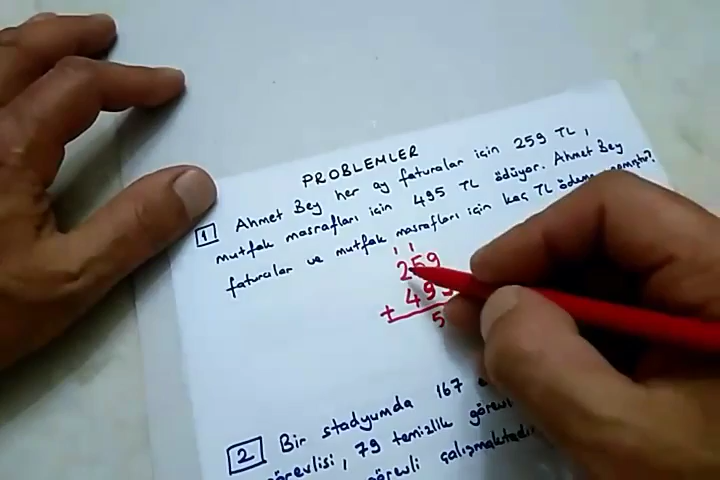 PROBLEMLER
1 Ahmet Bey her ay faturalar için 259 TL,
mutfak masrafları için 495 TL ödüyor. Ahmet Bey
faturalar ve mutfak masrafları için kaç TL ödeme
1 1
259
+ 495
5
2 Bir stadyumda 167
görevlisi, 79 temizlik
görevli çalışmaktadır